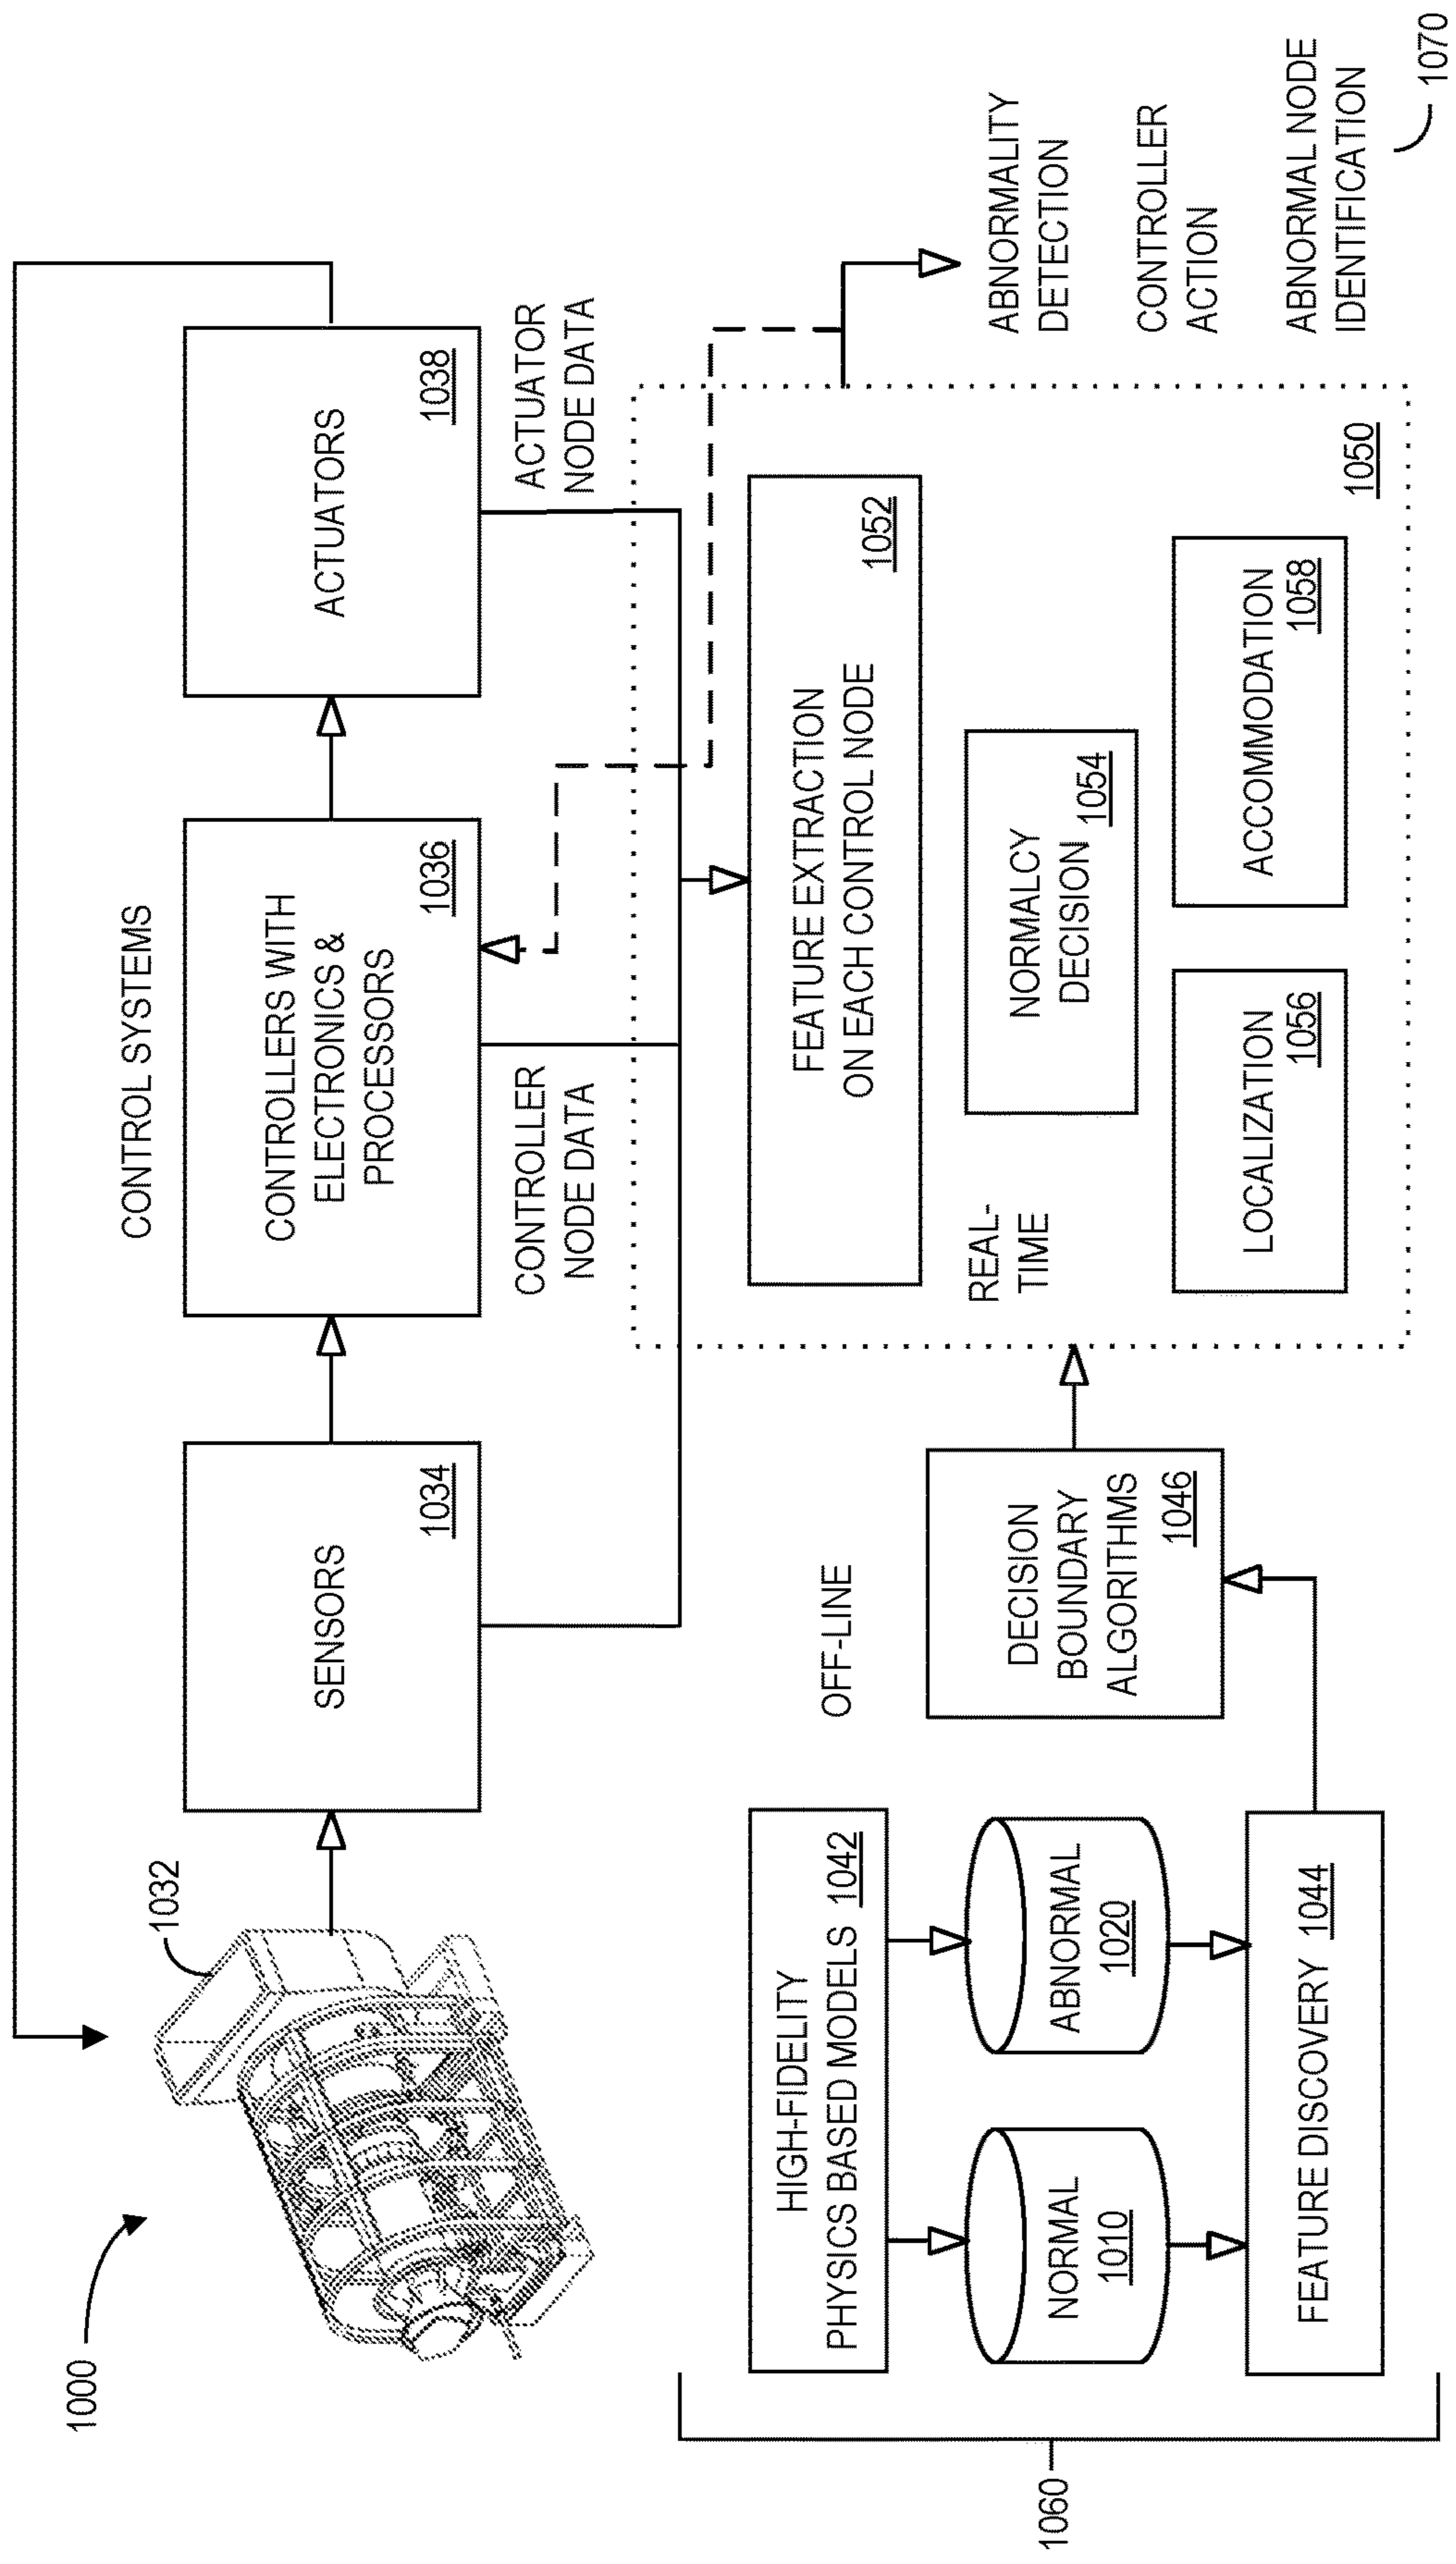 1000
1032
CONTROL SYSTEMS
SENSORS
1034
CONTROLLERS WITH
ELECTRONICS &
PROCESSORS
1036
ACTUATORS
1038
CONTROLLER
NODE DATA
ACTUATOR
NODE DATA
1060
HIGH-FIDELITY
PHYSICS BASED MODELS 1042
NORMAL
1010
ABNORMAL
1020
FEATURE DISCOVERY 1044
OFF-LINE
DECISION
BOUNDARY
ALGORITHMS
1046
REAL-
TIME
FEATURE EXTRACTION
ON EACH CONTROL NODE
1052
NORMALCY
DECISION 1054
LOCALIZATION
1056
ACCOMMODATION
1058
1050
ABNORMALITY
DETECTION
CONTROLLER
ACTION
ABNORMAL NODE
IDENTIFICATION
1070